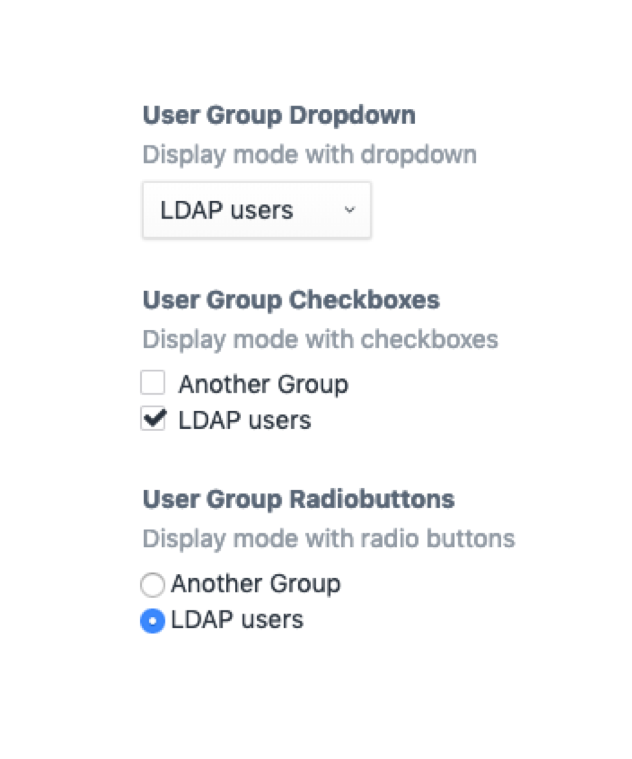 User Group Dropdown
Display mode with dropdown
LDAP users
User Group Checkboxes
Display mode with checkboxes
Another Group
LDAP users
User Group Radiobuttons
Display mode with radio buttons
Another Group
LDAP users